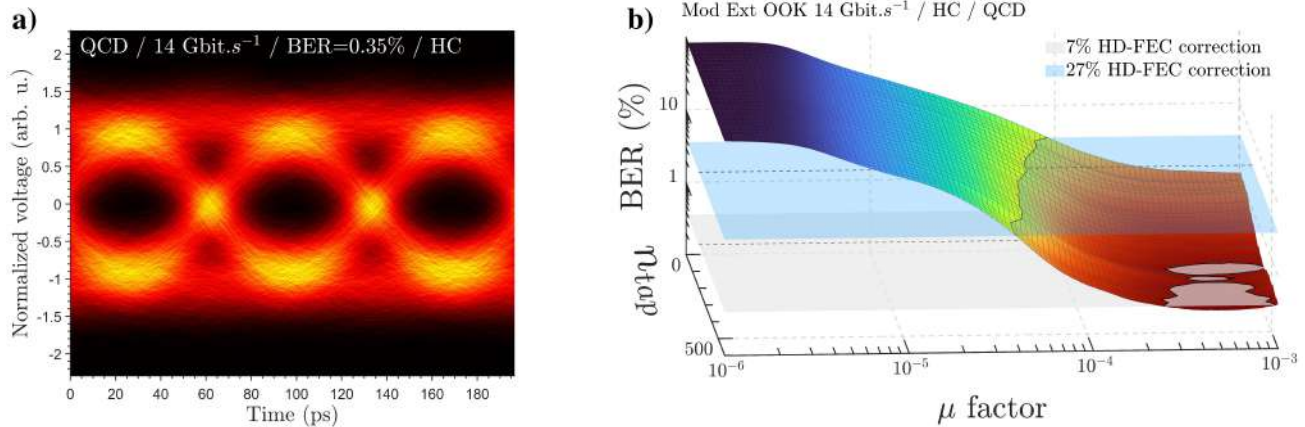 a)
QCD / 14 Gbit.s⁻¹ / BER=0.35% / HC
Normalized voltage (arb. u.)
2
1.5
1
0.5
0
-0.5
-1
-1.5
-2
0 20 40 60 80 100 120 140 160 180
Time (ps)
b)
Mod Ext OOK 14 Gbit.s⁻¹ / HC / QCD
7% HD-FEC correction
27% HD-FEC correction
BER (%)
10
1
ntap
0
500
10⁻⁶ 10⁻⁵ 10⁻⁴ 10⁻³
μ factor